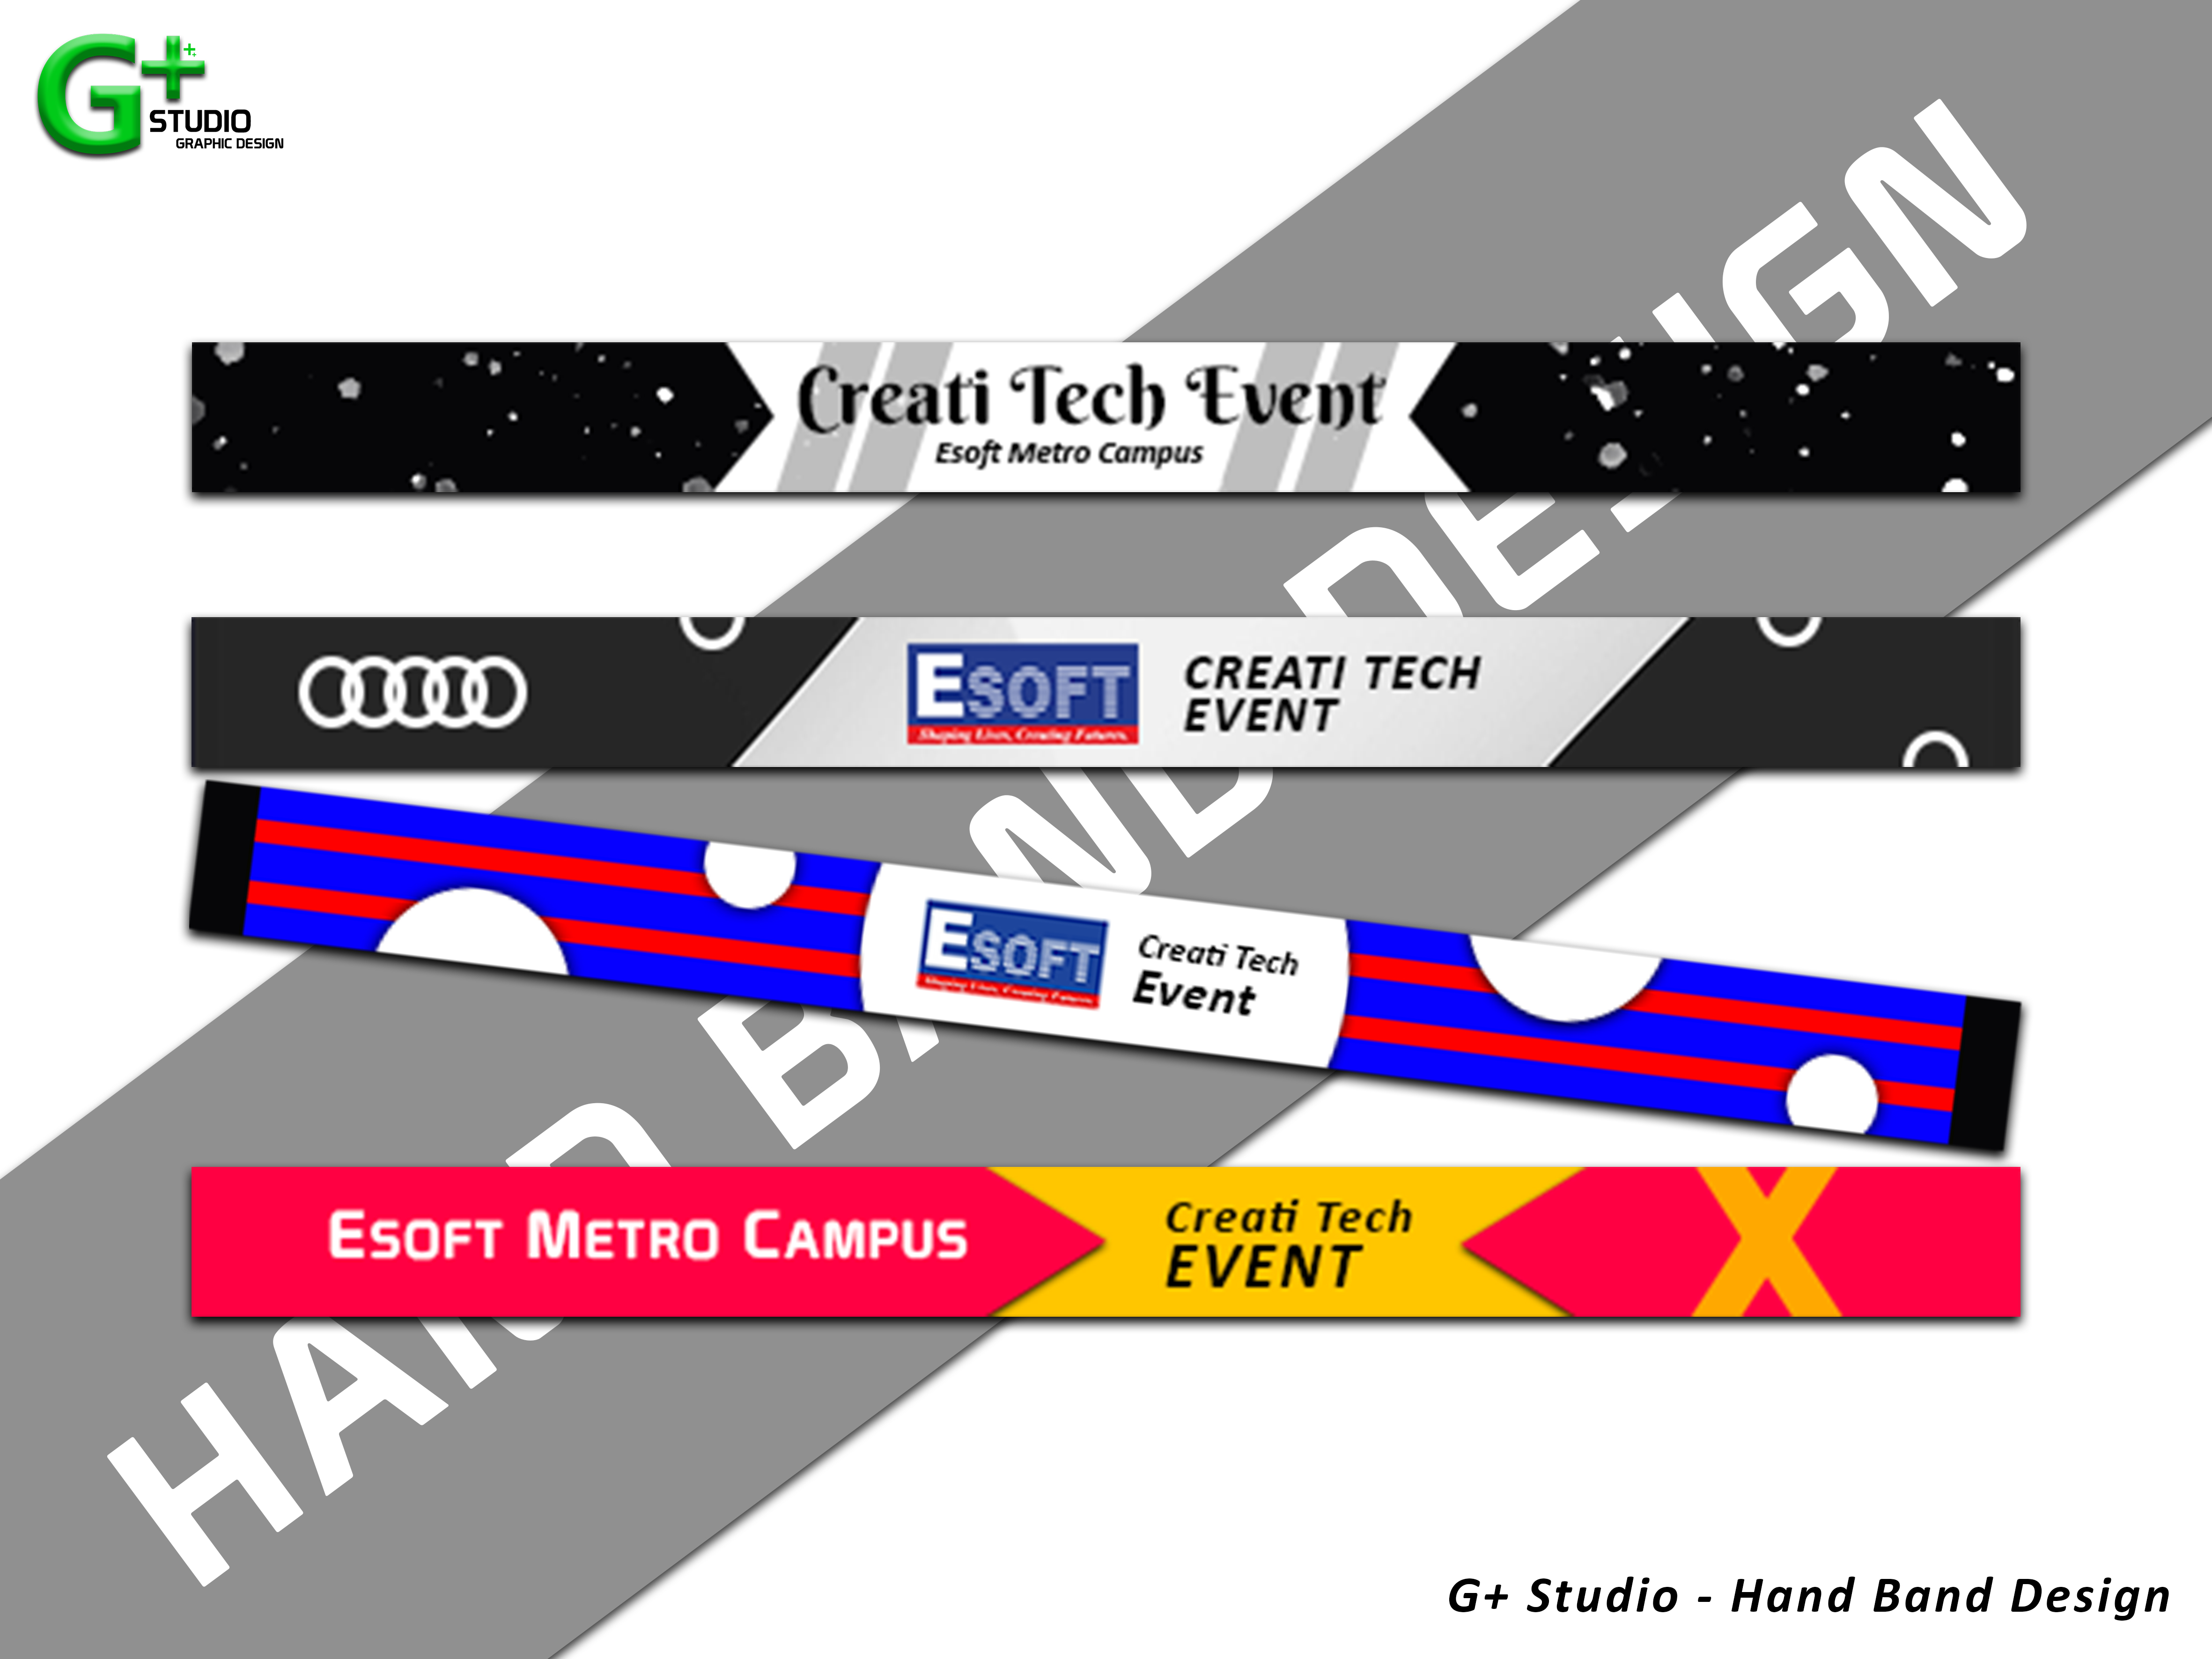 G+
STUDIO
GRAPHIC DESIGN
HAND BAND DESIGN
Creati Tech Event
Esoft Metro Campus
ESOFT
Shaping Lives, Creating Futures.
CREATI TECH
EVENT
ESOFT
Shaping Lives, Creating Futures.
Creati Tech
Event
ESOFT METRO CAMPUS
Creati Tech
EVENT
X
G+ Studio - Hand Band Design